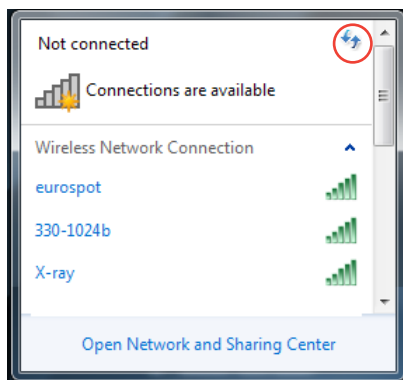 Not connected
Connections are available
Wireless Network Connection
eurospot
330-1024b
X-ray
Open Network and Sharing Center